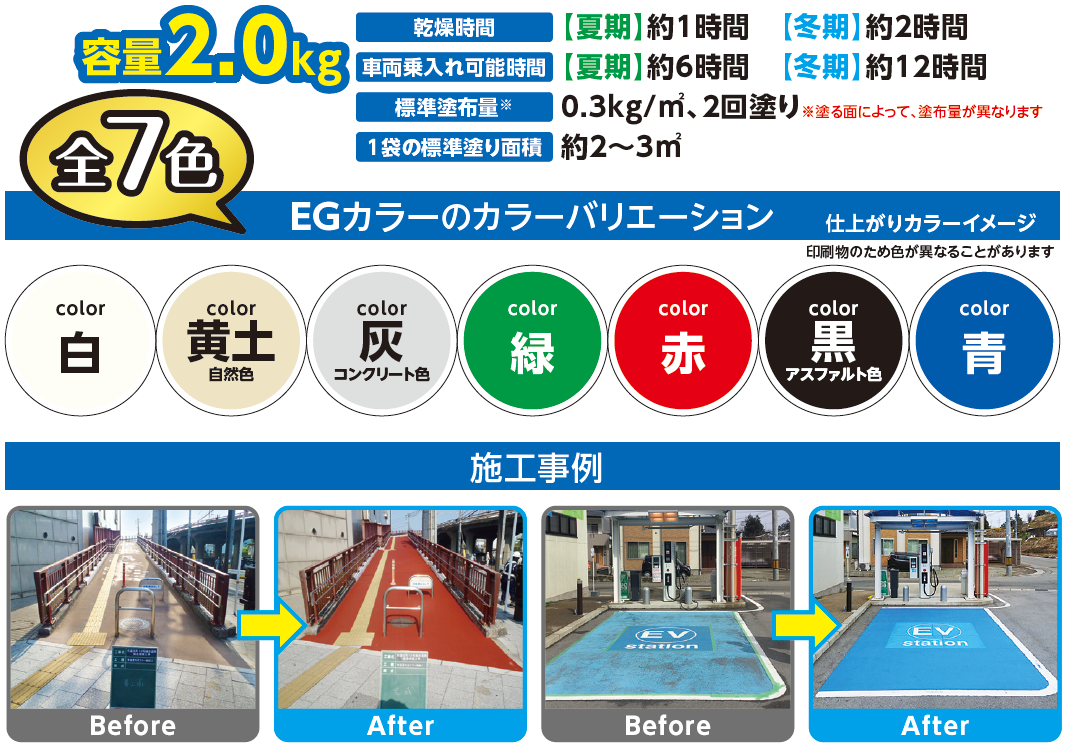 容量2.0kg
全7色
乾燥時間 【夏期】約1時間 【冬期】約2時間
車両乗入れ可能時間 【夏期】約6時間 【冬期】約12時間
標準塗布量※ 0.3kg/㎡、2回塗り ※塗る面によって、塗布量が異なります
1袋の標準塗り面積 約2〜3㎡
EGカラーのカラーバリエーション 仕上がりカラーイメージ
印刷物のため色が異なることがあります
color
白
color
黄土
自然色
color
灰
コンクリート色
color
緑
color
赤
color
黒
アスファルト色
color
青
施工事例
EV
station
EV
station
Before
After
Before
After